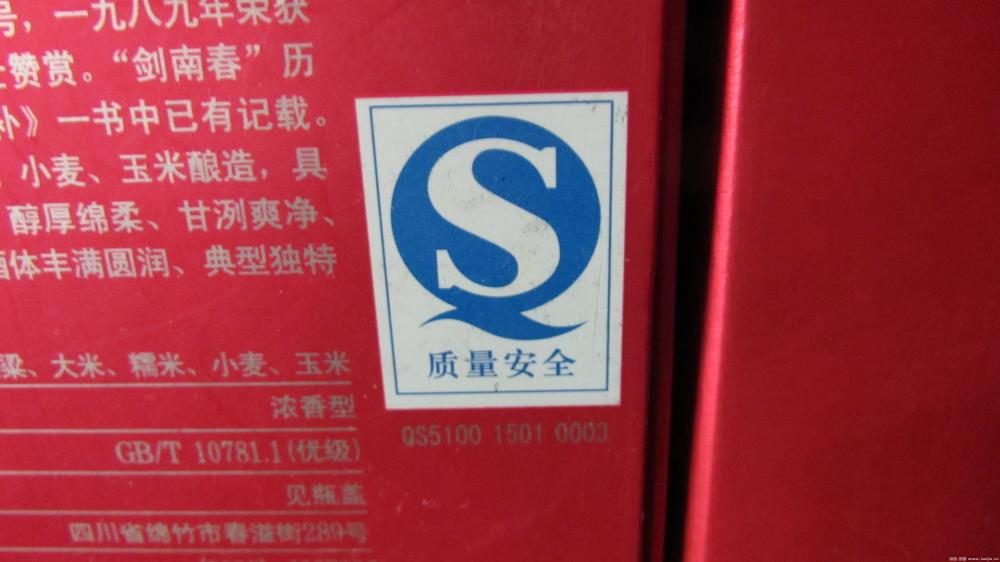 号，一九八九年荣获
赞赏。“剑南春”历
补》一书中已有记载。
小麦、玉米酿造，具
醇厚绵柔、甘洌爽净、
酒体丰满圆润、典型独特
粱、大米、糯米、小麦、玉米
浓香型
GB/T 10781.1(优级)
见瓶盖
四川省绵竹市春溢街289号
S
质量安全
QS5100 1501 0003